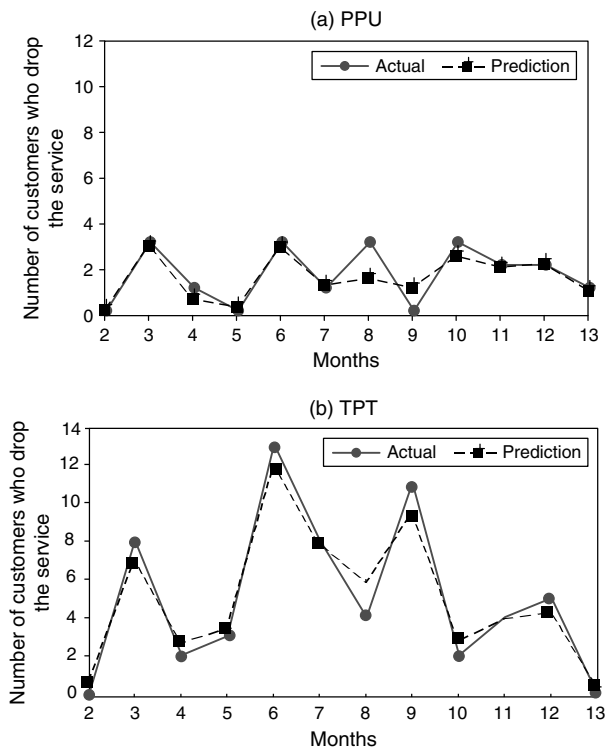 (a) PPU
12
10
8
6
4
2
0
Number of customers who drop
the service
Actual
Prediction
2 3 4 5 6 7 8 9 10 11 12 13
Months
(b) TPT
14
12
10
8
6
4
2
0
Number of customers who drop
the service
Actual
Prediction
2 3 4 5 6 7 8 9 10 11 12 13
Months